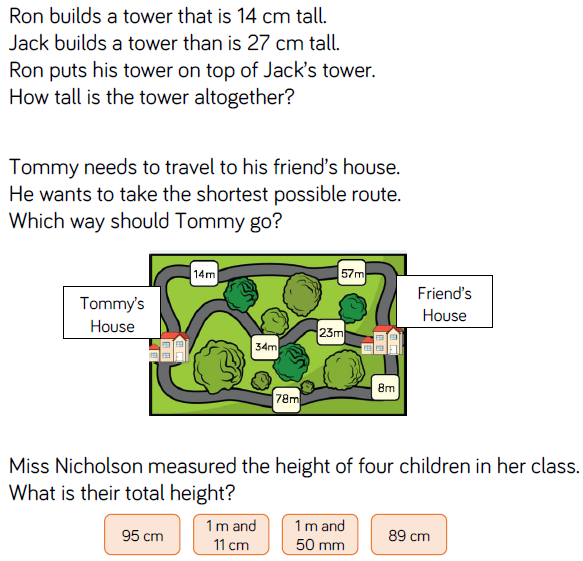 Ron builds a tower that is 14 cm tall.
Jack builds a tower than is 27 cm tall.
Ron puts his tower on top of Jack's tower.
How tall is the tower altogether?
Tommy needs to travel to his friend's house.
He wants to take the shortest possible route.
Which way should Tommy go?
14m
57m
Tommy's
House
Friend's
House
34m
23m
8m
78m
Miss Nicholson measured the height of four children in her class.
What is their total height?
95 cm
1 m and
11 cm
1 m and
50 mm
89 cm